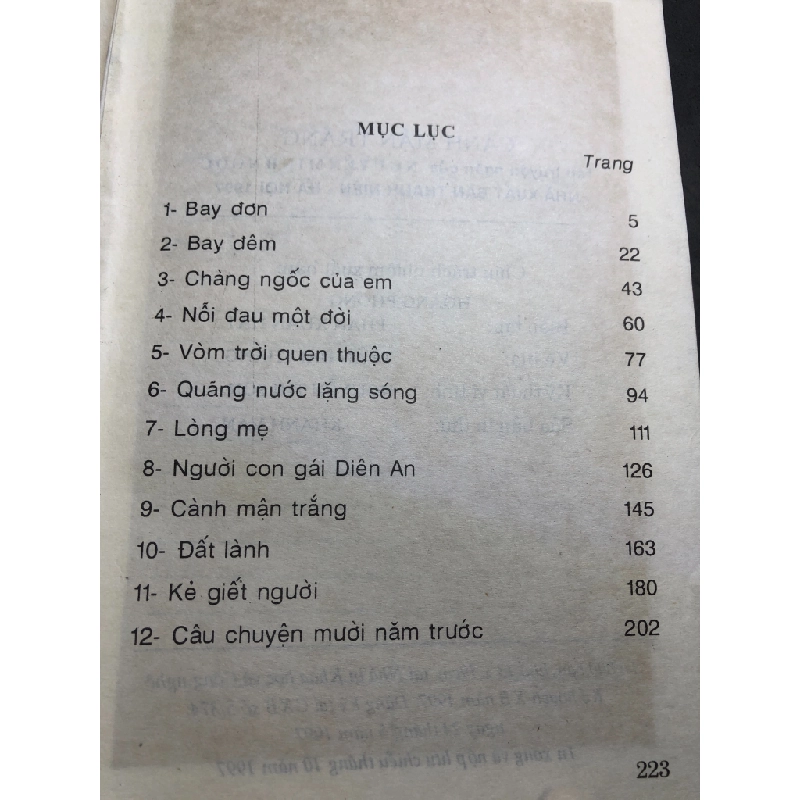 MỤC LỤC
Trang
1- Bay đơn 5
2- Bay đêm 22
3- Chàng ngốc của em 43
4- Nỗi đau một đời 60
5- Vòm trời quen thuộc 77
6- Quãng nước lặng sóng 94
7- Lòng mẹ 111
8- Người con gái Diên An 126
9- Cành mận trắng 145
10- Đất lành 163
11- Kẻ giết người 180
12- Câu chuyện mười năm trước 202
223